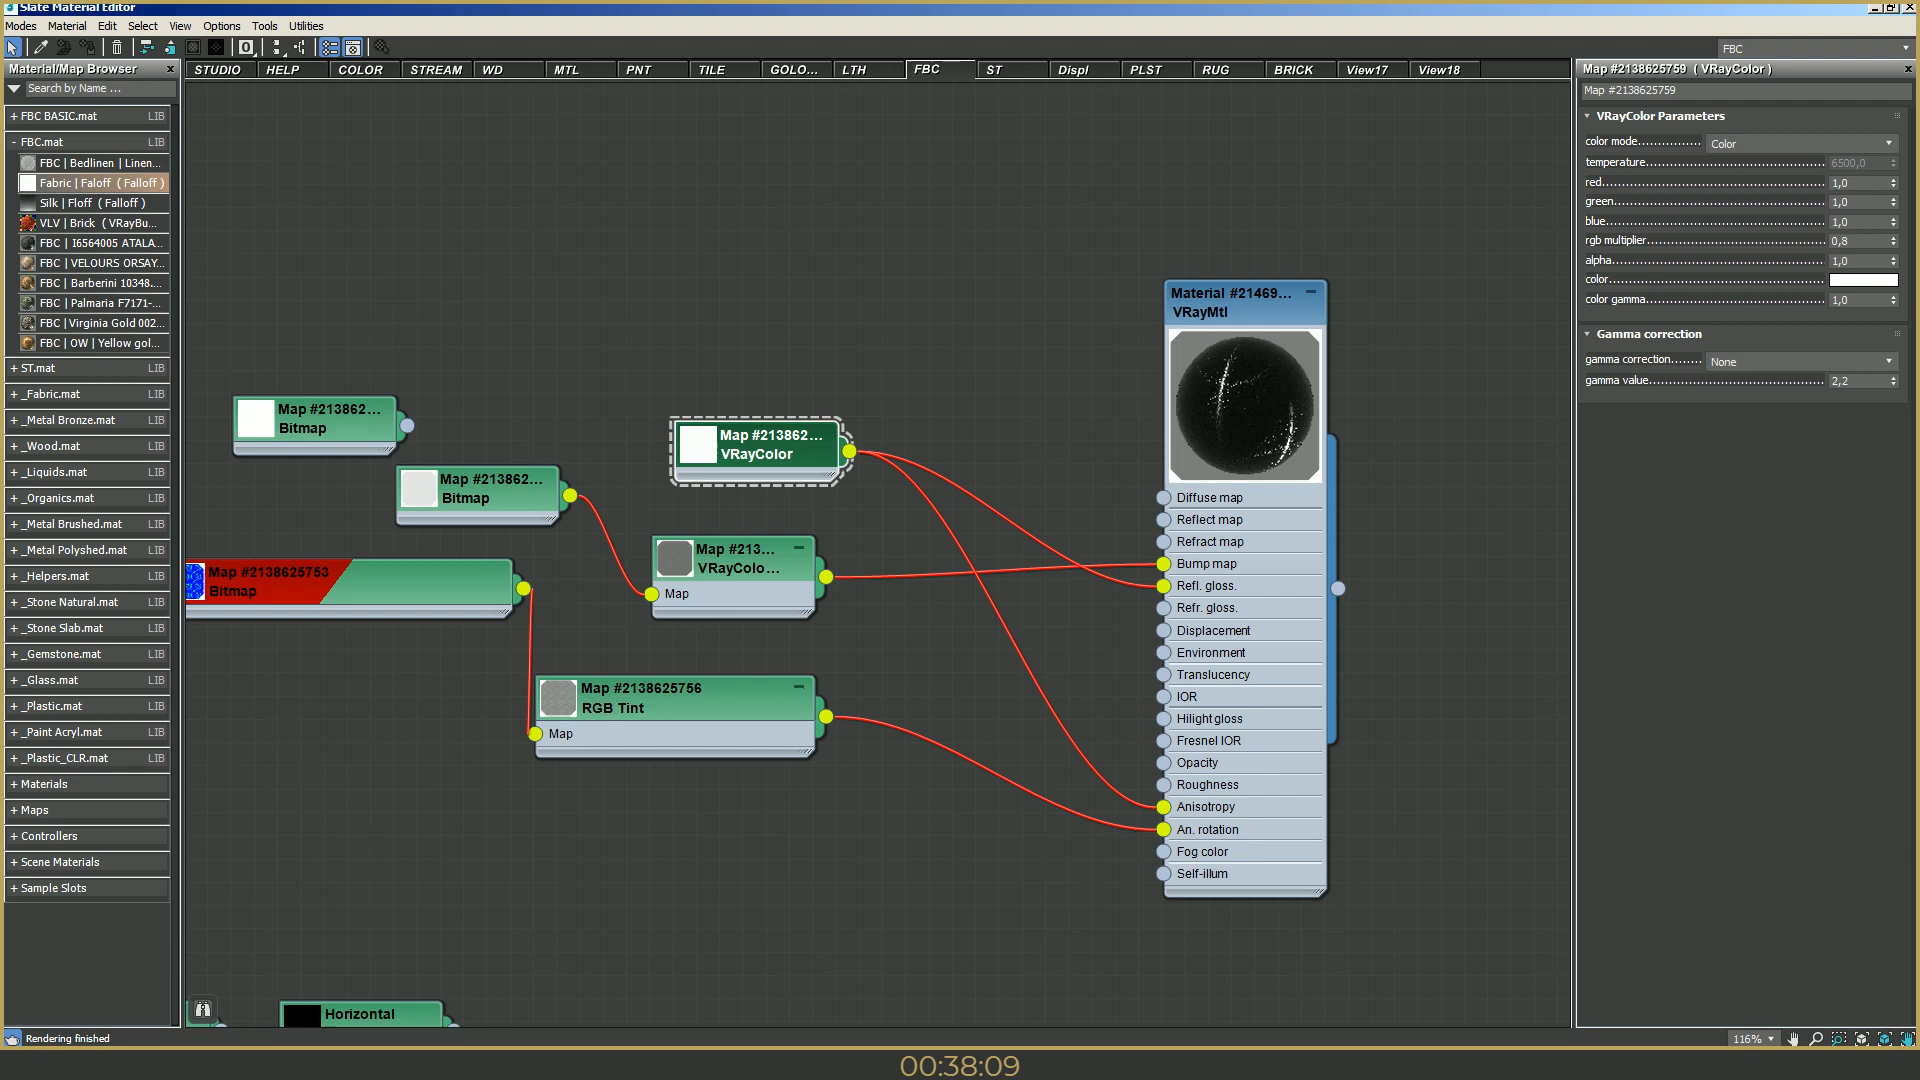 Slate Material Editor
Modes Material Edit Select View Options Tools Utilities
0
FBC
Material/Map Browser x
Search by Name ...
+ FBC BASIC.mat LIB
- FBC.mat LIB
FBC | Bedlinen | Linen...
Fabric | Faloff ( Falloff )
Silk | Floff ( Falloff )
VLV | Brick ( VRayBu...
FBC | I6564005 ATALA...
FBC | VELOURS ORSAY...
FBC | Barberini 10348...
FBC | Palmaria F7171-...
FBC | Virginia Gold 002...
FBC | OW | Yellow gol...
+ ST.mat LIB
+ _Fabric.mat LIB
+ _Metal Bronze.mat LIB
+ _Wood.mat LIB
+ _Liquids.mat LIB
+ _Organics.mat LIB
+ _Metal Brushed.mat LIB
+ _Metal Polyshed.mat LIB
+ _Helpers.mat LIB
+ _Stone Natural.mat LIB
+ _Stone Slab.mat LIB
+ _Gemstone.mat LIB
+ _Glass.mat LIB
+ _Plastic.mat LIB
+ _Paint Acryl.mat LIB
+ _Plastic_CLR.mat LIB
+ Materials
+ Maps
+ Controllers
+ Scene Materials
+ Sample Slots
STUDIO HELP COLOR STREAM WD MTL PNT TILE GOLO... LTH FBC ST Displ PLST RUG BRICK View17 View18
Map #213862...
Bitmap
Map #213862...
Bitmap
Map #2138625753
Bitmap
Map #213862...
VRayColor
Map #213...
VRayColo...
Map
Map #2138625756
RGB Tint
Map
Horizontal
Material #21469...
VRayMtl
Diffuse map
Reflect map
Refract map
Bump map
Refl. gloss.
Refr. gloss.
Displacement
Environment
Translucency
IOR
Hilight gloss
Fresnel IOR
Opacity
Roughness
Anisotropy
An. rotation
Fog color
Self-illum
Map #2138625759 ( VRayColor ) x
Map #2138625759
VRayColor Parameters
color mode............... Color
temperature............... 6500,0
red............... 1,0
green............... 1,0
blue............... 1,0
rgb multiplier............... 0,8
alpha............... 1,0
color...............
color gamma............... 1,0
Gamma correction
gamma correction........ None
gamma value............... 2,2
Rendering finished
116%
00:38:09